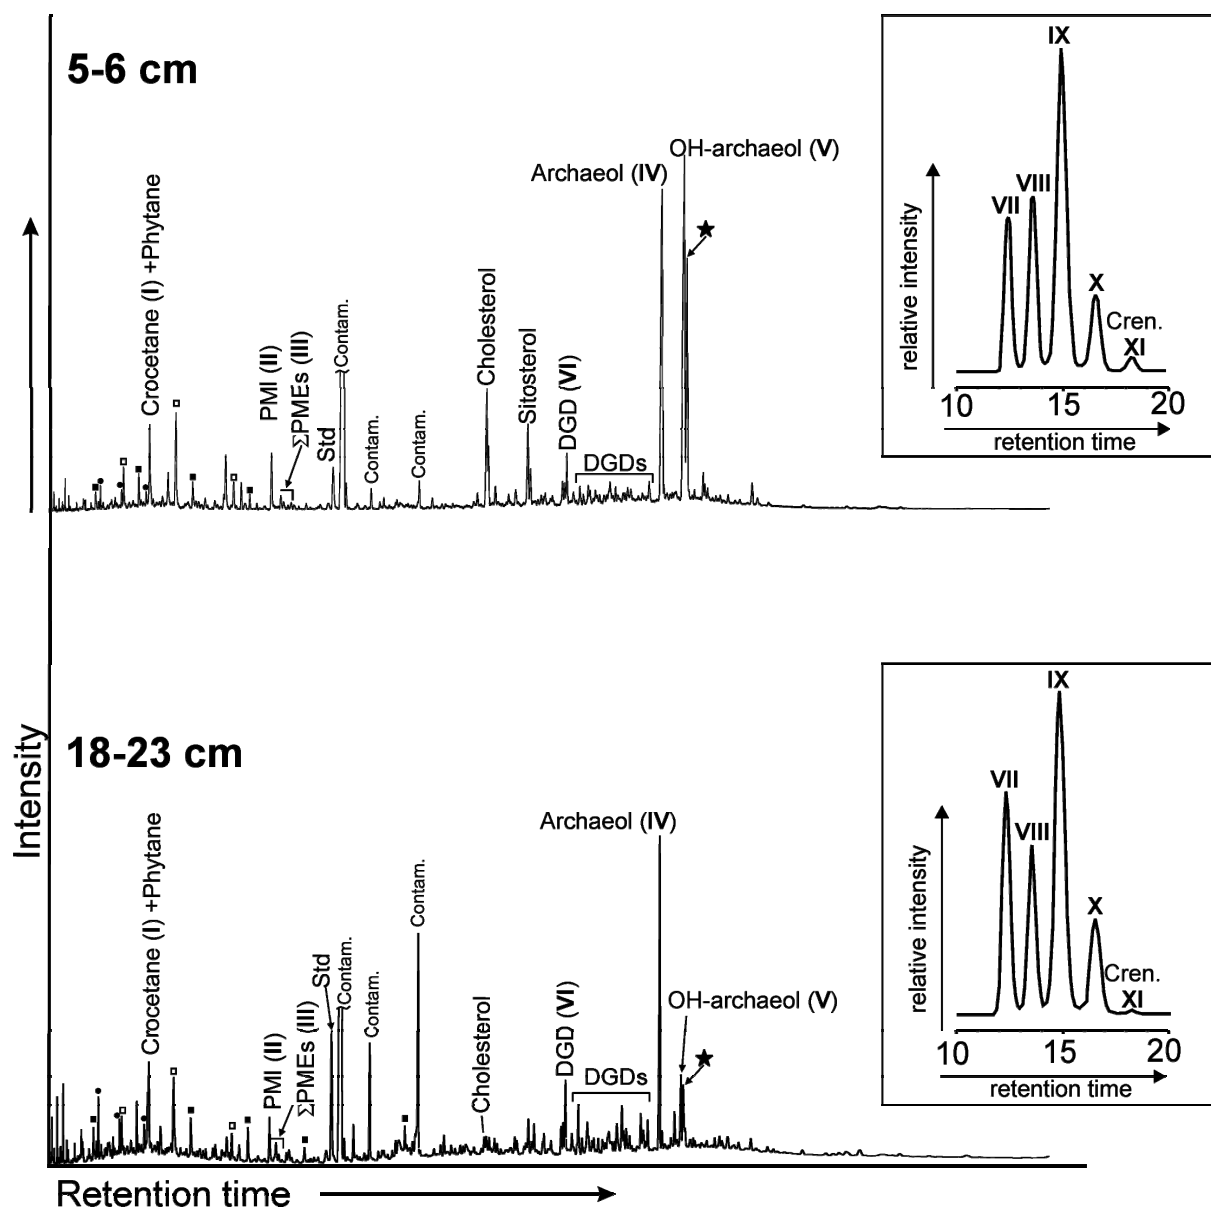 5-6 cm
Crocetane (I) +Phytane
PMI (II)
ΣPMEs (III)
Std
Contam.
Contam.
Contam.
Cholesterol
Sitosterol
DGD (VI)
DGDs
Archaeol (IV)
OH-archaeol (V)
relative intensity
VII
VIII
IX
X
Cren.
XI
10 15 20
retention time
Intensity
18-23 cm
Crocetane (I) +Phytane
PMI (II)
ΣPMEs (III)
Std
Contam.
Contam.
Contam.
Cholesterol
DGD (VI)
DGDs
Archaeol (IV)
OH-archaeol (V)
relative intensity
VII
VIII
IX
X
Cren.
XI
10 15 20
retention time
Retention time